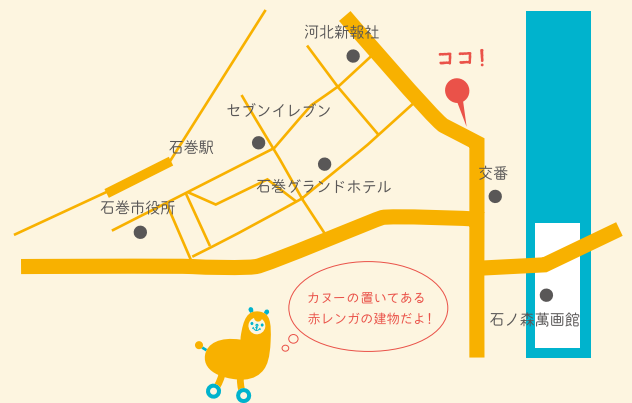 河北新報社
ココ！
セブンイレブン
石巻駅
交番
石巻グランドホテル
石巻市役所
カヌーの置いてある
赤レンガの建物だよ！
石ノ森萬画館